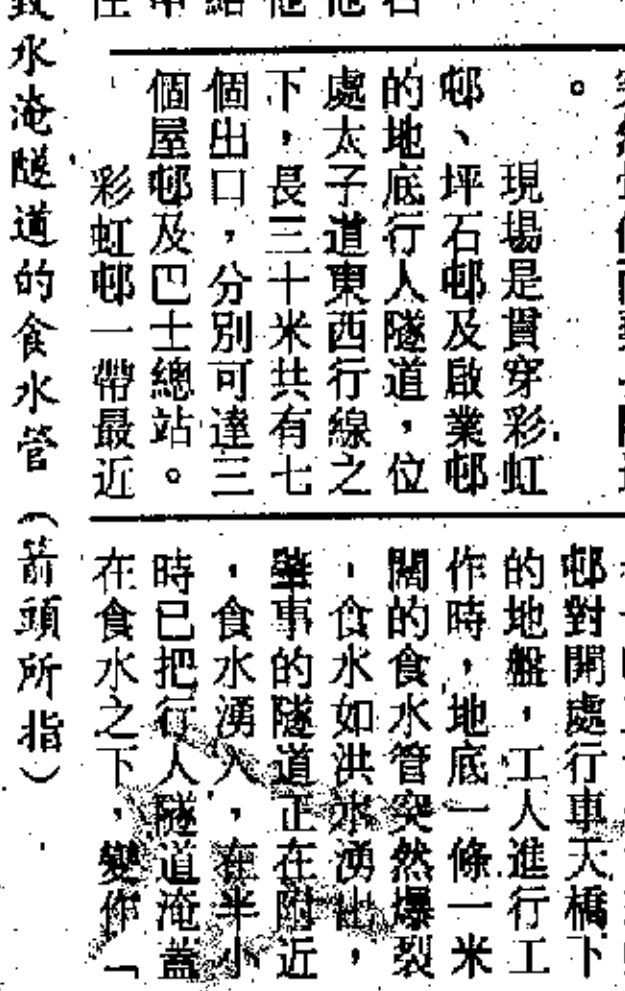 現場是貫穿彩虹
邨、坪石邨及啟業邨
的地底行人隧道，位
處太子道東西行線之
下，長三十米共有七
個出口，分別可達三
個屋邨及巴士總站。
彩虹邨一帶最近
邨對開處行車天橋下
的地盤，工人進行工
作時，地底一條一米
闊的食水管突然爆裂
，食水如洪水湧出，
肇事的隧道正在附近
，食水湧入，在半小
時已把行人隧道淹蓋
在食水之下，變作「
水淹隧道的食水管（箭頭所指）